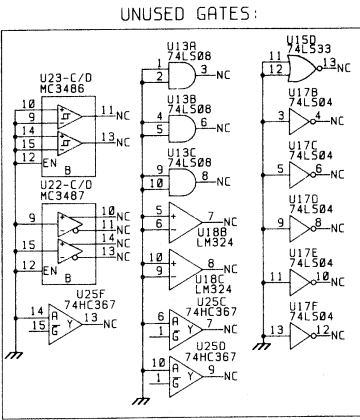 UNUSED GATES:
U23-C/D
MC3486
10
9
14
15
12
EN
B
11 NC
13 NC
U22-C/D
MC3487
9
15
12
EN
B
10 NC
11 NC
14 NC
13 NC
U25F
74HC367
14
A
15
G
Y
13
NC
U13A
74LS08
1
2
3
NC
U13B
74LS08
4
5
6
NC
U13C
74LS08
9
10
8
NC
5
+
6
-
7
NC
U18B
LM324
10
+
9
-
8
NC
U18C
LM324
U25C
74HC367
6
A
1
G
Y
7
NC
U25D
74HC367
10
A
1
G
Y
9
NC
U15D
74LS33
11
12
13
NC
U17B
74LS04
3
4
NC
U17C
74LS04
5
6
NC
U17D
74LS04
9
8
NC
U17E
74LS04
11
10
NC
U17F
74LS04
13
12
NC